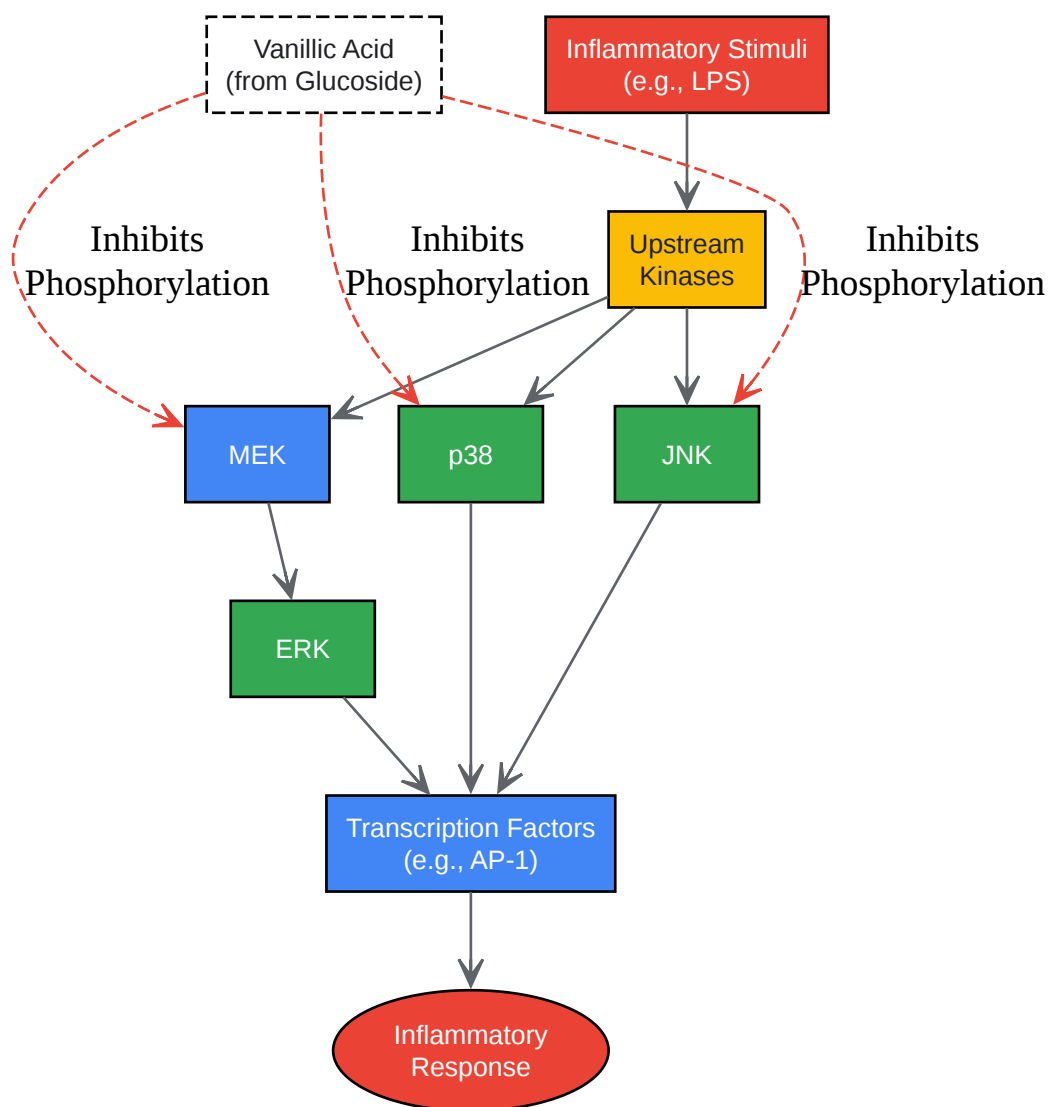 Vanillic Acid
(from Glucoside)
Inflammatory Stimuli
(e.g., LPS)
Inhibits
Phosphorylation
Inhibits
Phosphorylation
Upstream
Kinases
Inhibits
Phosphorylation
MEK
p38
JNK
ERK
Transcription Factors
(e.g., AP-1)
Inflammatory
Response